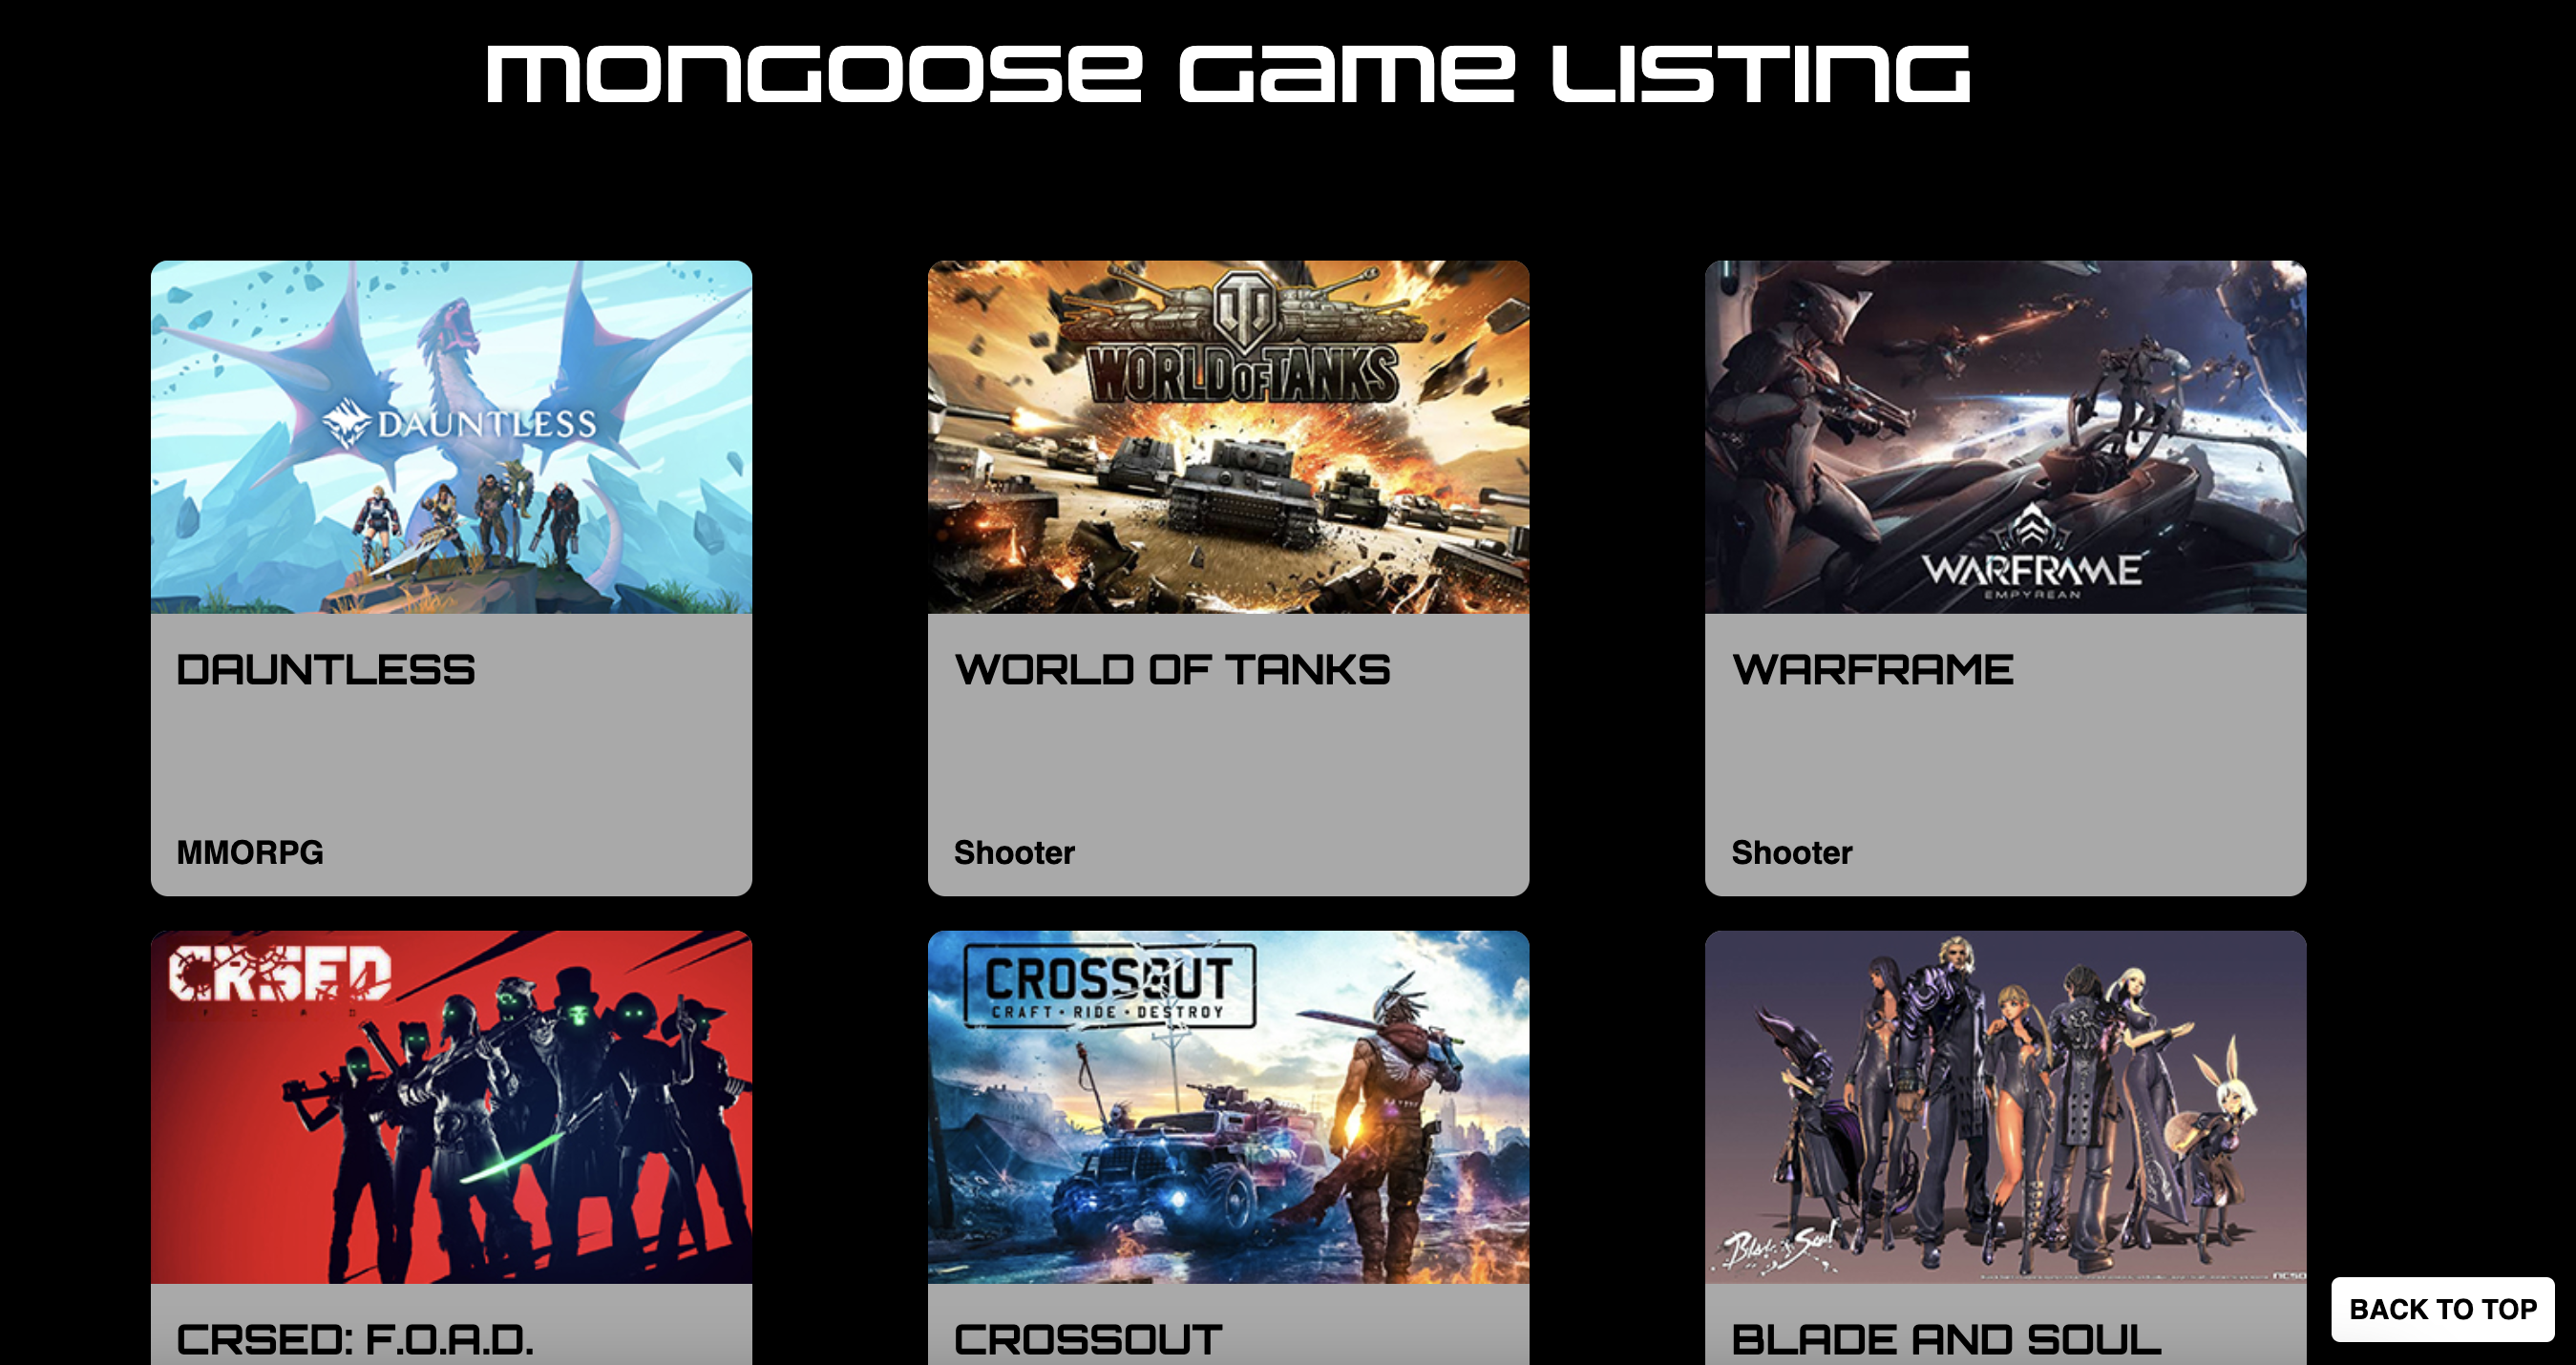 MONGOOSE GAME LISTING
DAUNTLESS
WORLD OF TANKS
WARFRAME
EMPYREAN
DAUNTLESS
WORLD OF TANKS
WARFRAME
MMORPG
Shooter
Shooter
CRSED
F O A D
CROSSOUT
CRAFT • RIDE • DESTROY
Blade & Soul
BACK TO TOP
CRSED: F.O.A.D.
CROSSOUT
BLADE AND SOUL